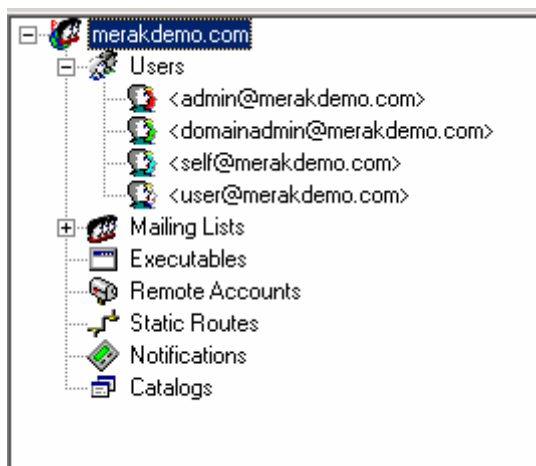 merakdemo.com
Users
<admin@merakdemo.com>
<domainadmin@merakdemo.com>
<self@merakdemo.com>
<user@merakdemo.com>
Mailing Lists
Executables
Remote Accounts
Static Routes
Notifications
Catalogs